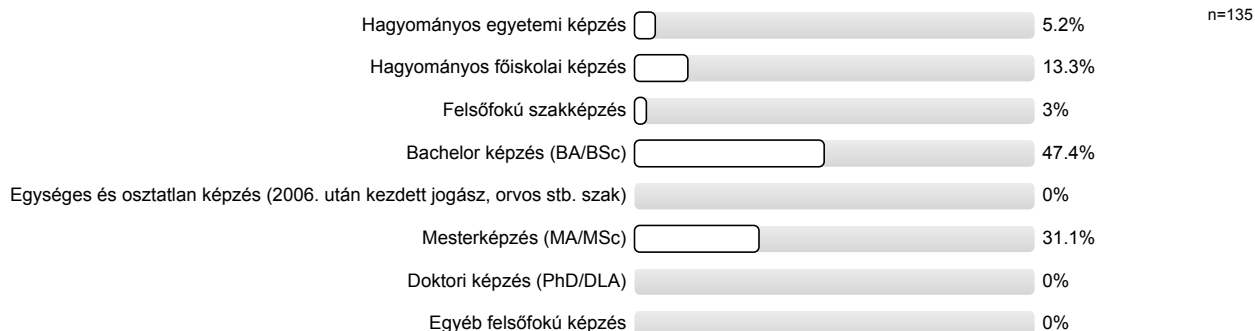 Hagyományos egyetemi képzés 5.2% n=135
Hagyományos főiskolai képzés 13.3%
Felsőfokú szakképzés 3%
Bachelor képzés (BA/BSc) 47.4%
Egységes és osztatlan képzés (2006. után kezdett jogász, orvos stb. szak) 0%
Mesterképzés (MA/MSc) 31.1%
Doktori képzés (PhD/DLA) 0%
Egyéb felsőfokú képzés 0%